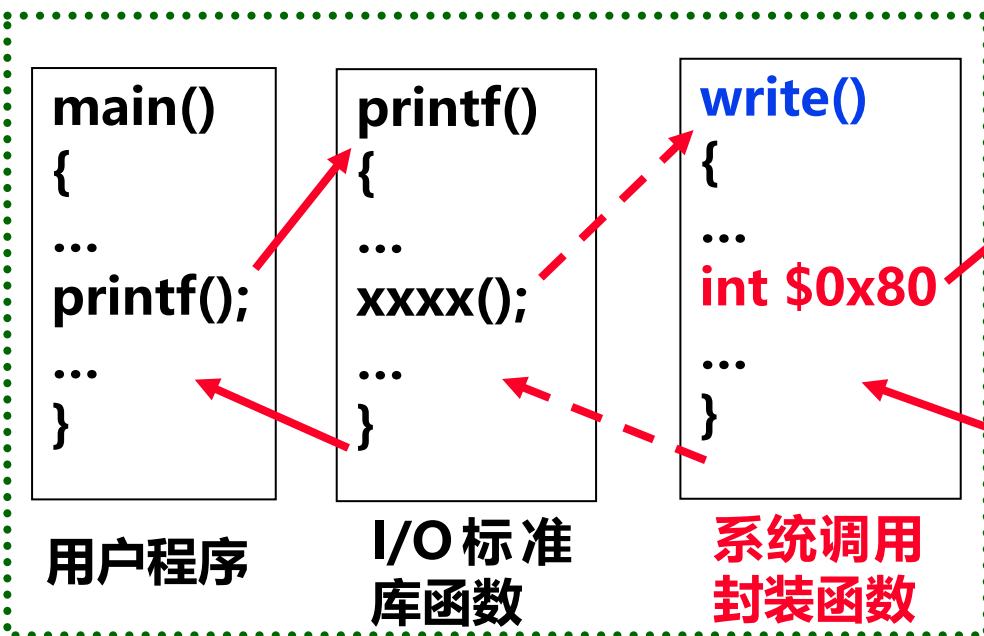 main()
{
...
printf();
...
}
用户程序
printf()
{
...
xxxx();
...
}
I/O标准
库函数
write()
{
...
int $0x80
...
}
系统调用
封装函数